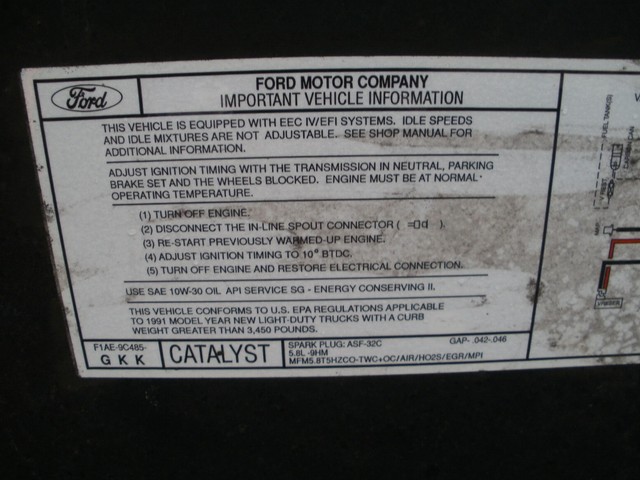 Ford
FORD MOTOR COMPANY
IMPORTANT VEHICLE INFORMATION
THIS VEHICLE IS EQUIPPED WITH EEC IV/EFI SYSTEMS. IDLE SPEEDS
AND IDLE MIXTURES ARE NOT ADJUSTABLE. SEE SHOP MANUAL FOR
ADDITIONAL INFORMATION.
ADJUST IGNITION TIMING WITH THE TRANSMISSION IN NEUTRAL, PARKING
BRAKE SET AND THE WHEELS BLOCKED. ENGINE MUST BE AT NORMAL
OPERATING TEMPERATURE.
(1) TURN OFF ENGINE.
(2) DISCONNECT THE IN-LINE SPOUT CONNECTOR ( ).
(3) RE-START PREVIOUSLY WARMED-UP ENGINE.
(4) ADJUST IGNITION TIMING TO 10° BTDC.
(5) TURN OFF ENGINE AND RESTORE ELECTRICAL CONNECTION.
USE SAE 10W-30 OIL API SERVICE SG - ENERGY CONSERVING II.
THIS VEHICLE CONFORMS TO U.S. EPA REGULATIONS APPLICABLE
TO 1991 MODEL YEAR NEW LIGHT-DUTY TRUCKS WITH A CURB
WEIGHT GREATER THAN 3,450 POUNDS.
F1AE-9C485-
G K K
CATALYST
SPARK PLUG: ASF-32C GAP- .042-.046
5.8L -9HM
MFM5.8T5HZCO-TWC+OC/AIR/HO2S/EGR/MPI
V
FUEL TANK(S)